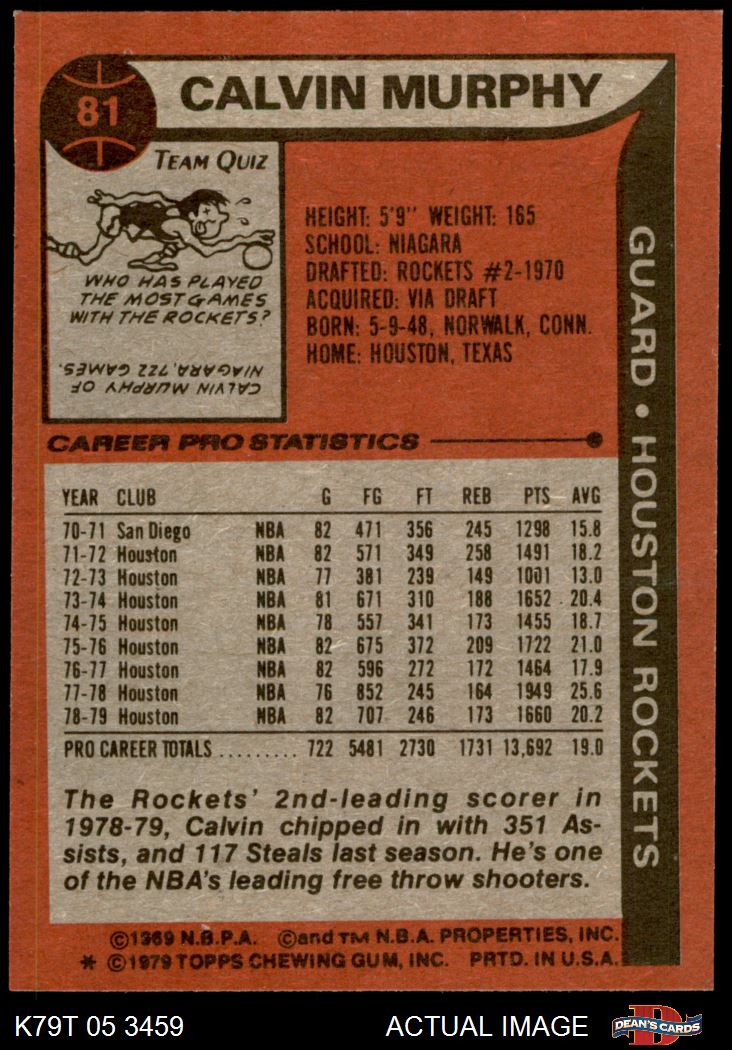 81
CALVIN MURPHY
TEAM QUIZ
WHO HAS PLAYED
THE MOST GAMES
WITH THE ROCKETS?
CALVIN MURPHY OF
NIAGARA, 722 GAMES.
HEIGHT: 5'9" WEIGHT: 165
SCHOOL: NIAGARA
DRAFTED: ROCKETS #2-1970
ACQUIRED: VIA DRAFT
BORN: 5-9-48, NORWALK, CONN.
HOME: HOUSTON, TEXAS
GUARD • HOUSTON ROCKETS
CAREER PRO STATISTICS
YEAR CLUB G FG FT REB PTS AVG
70-71 San Diego NBA 82 471 356 245 1298 15.8
71-72 Houston NBA 82 571 349 258 1491 18.2
72-73 Houston NBA 77 381 239 149 1001 13.0
73-74 Houston NBA 81 671 310 188 1652 20.4
74-75 Houston NBA 78 557 341 173 1455 18.7
75-76 Houston NBA 82 675 372 209 1722 21.0
76-77 Houston NBA 82 596 272 172 1464 17.9
77-78 Houston NBA 76 852 245 164 1949 25.6
78-79 Houston NBA 82 707 246 173 1660 20.2
PRO CAREER TOTALS ......... 722 5481 2730 1731 13,692 19.0
The Rockets' 2nd-leading scorer in
1978-79, Calvin chipped in with 351 As-
sists, and 117 Steals last season. He's one
of the NBA's leading free throw shooters.
©1969 N.B.P.A. ©and TM N.B.A. PROPERTIES, INC.
* ©1979 TOPPS CHEWING GUM, INC. PRTD. IN U.S.A.
K79T 05 3459
ACTUAL IMAGE
D
DEAN'S CARDS